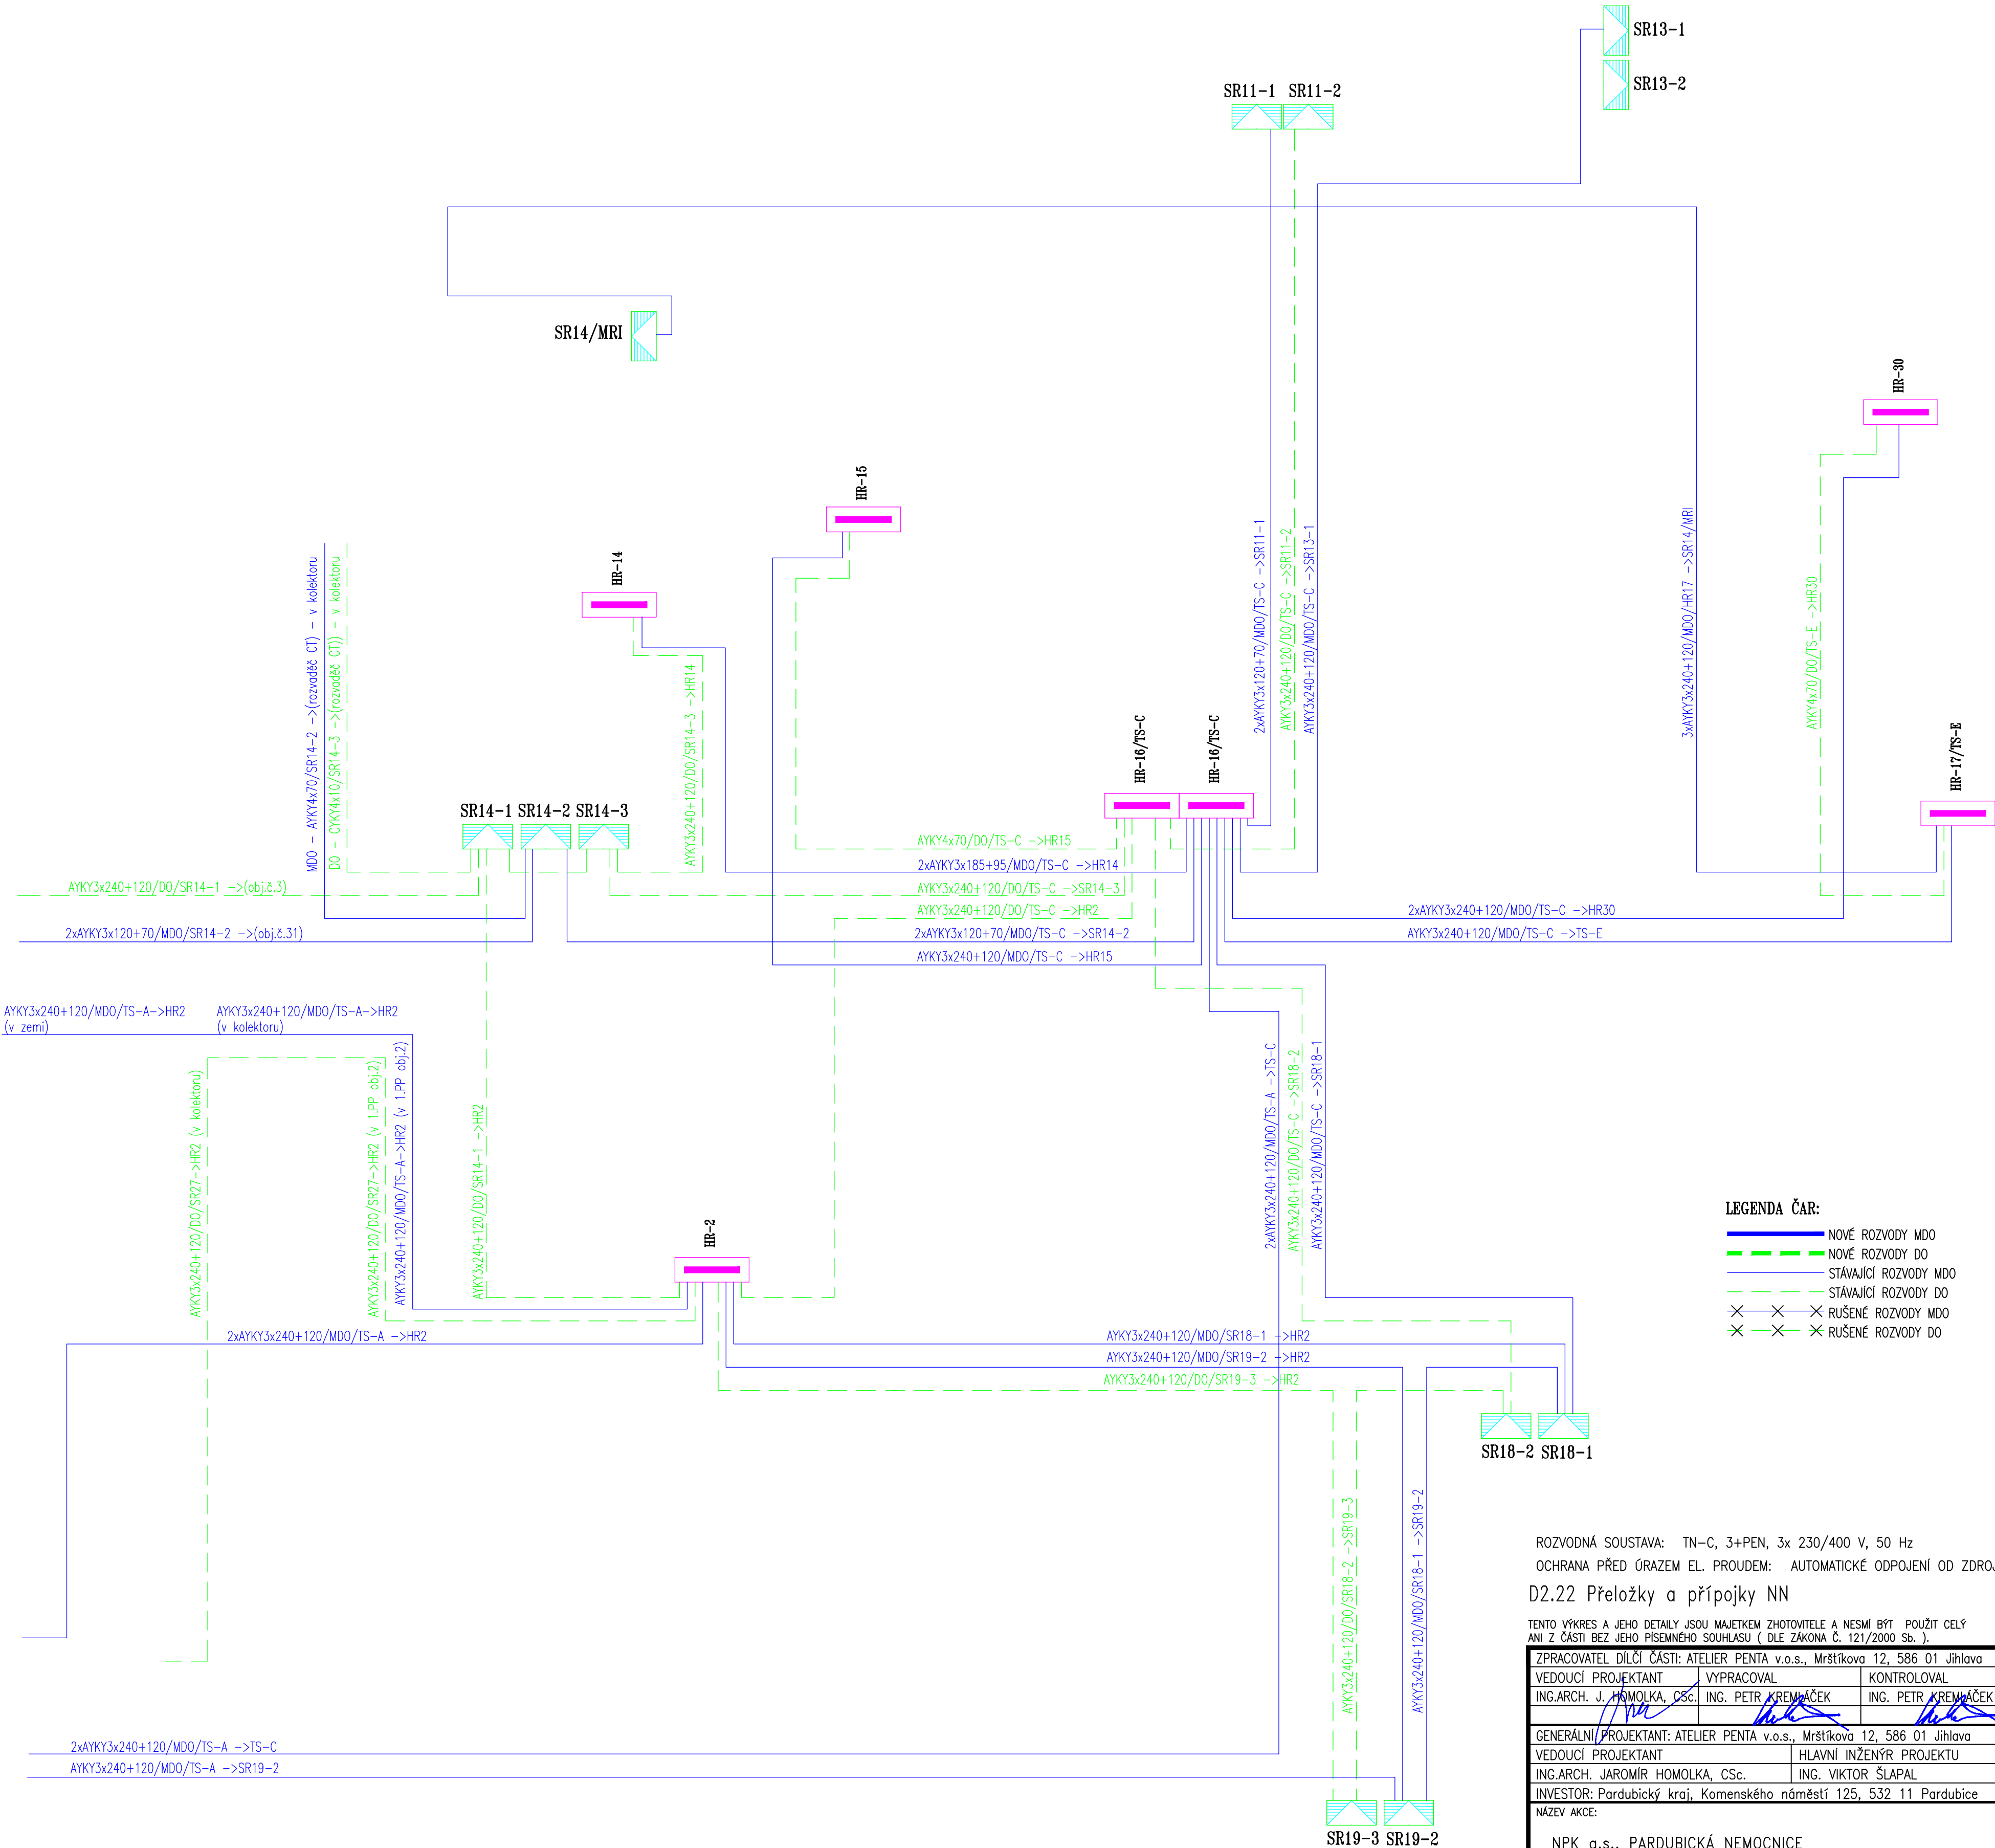 SR13-1
SR13-2
SR11-1
SR11-2
SR14/MRI
HR-30
HR-15
HR-14
MDO - AYKY4x70/SR14-2 ->(rozvaděč CT) - v kolektoru
DO - CYKY4x10/SR14-3 ->(rozvaděč CT)) - v kolektoru
AYKY3x240+120/DO/SR14-3 ->HR14
2xAYKY3x120+70/MDO/TS-C ->SR11-1
AYKY3x240+120/DO/TS-C ->SR11-2
AYKY3x240+120/MDO/TS-C ->SR13-1
3xAYKY3x240+120/MDO/HR17 ->SR14/MRI
AYKY4x70/DO/TS-E ->HR30
HR-16/TS-C
HR-16/TS-C
HR-17/TS-E
SR14-1
SR14-2
SR14-3
AYKY4x70/DO/TS-C ->HR15
2xAYKY3x185+95/MDO/TS-C ->HR14
AYKY3x240+120/DO/SR14-1 ->(obj.č.3)
AYKY3x240+120/DO/TS-C ->SR14-3
AYKY3x240+120/DO/TS-C ->HR2
2xAYKY3x240+120/MDO/TS-C ->HR30
2xAYKY3x120+70/MDO/SR14-2 ->(obj.č.31)
2xAYKY3x120+70/MDO/TS-C ->SR14-2
AYKY3x240+120/MDO/TS-C ->TS-E
AYKY3x240+120/MDO/TS-C ->HR15
AYKY3x240+120/MDO/TS-A->HR2
(v zemi)
AYKY3x240+120/MDO/TS-A->HR2
(v kolektoru)
AYKY3x240+120/DO/SR27->HR2 (v kolektoru)
AYKY3x240+120/DO/SR27->HR2 (v 1.PP obj.2)
AYKY3x240+120/MDO/TS-A->HR2 (v 1.PP obj.2)
AYKY3x240+120/DO/SR14-1 ->HR2
2xAYKY3x240+120/MDO/TS-A ->TS-C
AYKY3x240+120/DO/TS-C ->SR18-2
AYKY3x240+120/MDO/TS-C ->SR18-1
HR-2
LEGENDA ČAR:
NOVÉ ROZVODY MDO
NOVÉ ROZVODY DO
STÁVAJÍCÍ ROZVODY MDO
STÁVAJÍCÍ ROZVODY DO
RUŠENÉ ROZVODY MDO
RUŠENÉ ROZVODY DO
2xAYKY3x240+120/MDO/TS-A ->HR2
AYKY3x240+120/MDO/SR18-1 ->HR2
AYKY3x240+120/MDO/SR19-2 ->HR2
AYKY3x240+120/DO/SR19-3 ->HR2
SR18-2
SR18-1
AYKY3x240+120/DO/SR18-2 ->SR19-3
AYKY3x240+120/MDO/SR18-1 ->SR19-2
2xAYKY3x240+120/MDO/TS-A ->TS-C
AYKY3x240+120/MDO/TS-A ->SR19-2
SR19-3
SR19-2
ROZVODNÁ SOUSTAVA: TN-C, 3+PEN, 3x 230/400 V, 50 Hz
OCHRANA PŘED ÚRAZEM EL. PROUDEM: AUTOMATICKÉ ODPOJENÍ OD ZDROJ
D2.22 Přeložky a přípojky NN
TENTO VÝKRES A JEHO DETAILY JSOU MAJETKEM ZHOTOVITELE A NESMÍ BÝT POUŽIT CELÝ
ANI Z ČÁSTI BEZ JEHO PÍSEMNÉHO SOUHLASU ( DLE ZÁKONA Č. 121/2000 Sb. ).
ZPRACOVATEL DÍLČÍ ČÁSTI: ATELIER PENTA v.o.s., Mrštíkova 12, 586 01 Jihlava
VEDOUCÍ PROJEKTANT VYPRACOVAL KONTROLOVAL
ING.ARCH. J. HOMOLKA, CSc. ING. PETR KREMLÁČEK ING. PETR KREMLÁČEK
GENERÁLNÍ PROJEKTANT: ATELIER PENTA v.o.s., Mrštíkova 12, 586 01 Jihlava
VEDOUCÍ PROJEKTANT HLAVNÍ INŽENÝR PROJEKTU
ING.ARCH. JAROMÍR HOMOLKA, CSc. ING. VIKTOR ŠLAPAL
INVESTOR: Pardubický kraj, Komenského náměstí 125, 532 11 Pardubice
NÁZEV AKCE:
NPK a.s., PARDUBICKÁ NEMOCNICE